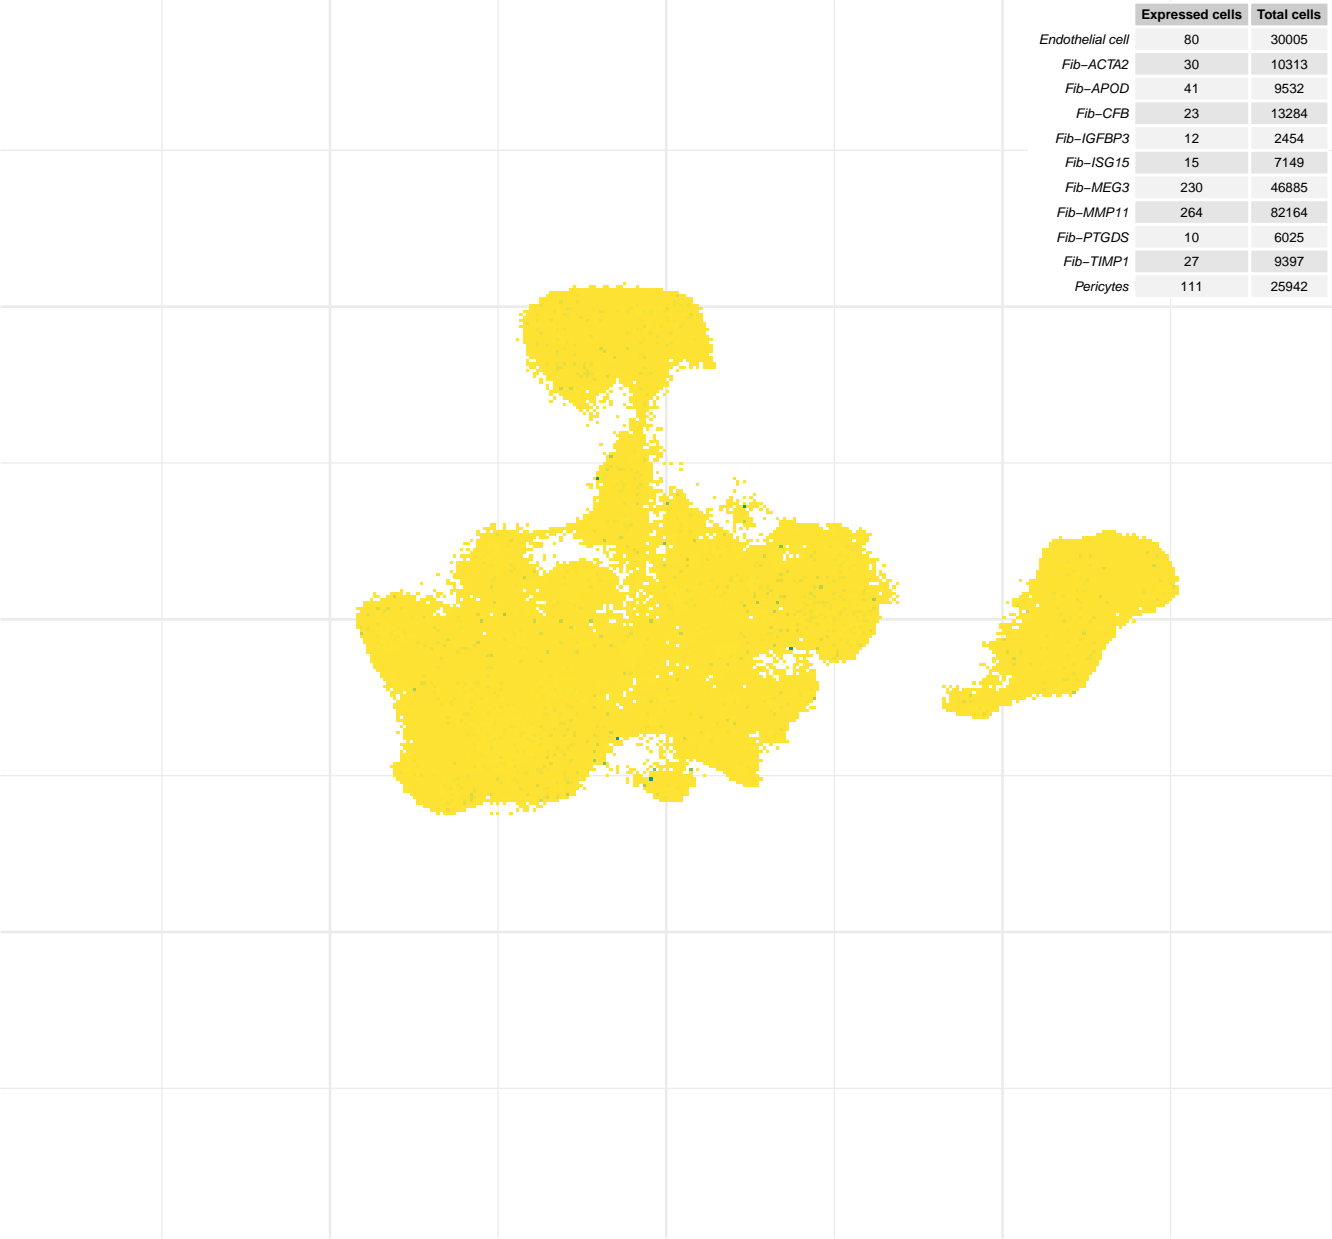 Expressed cells Total cells
Endothelial cell 80 30005
Fib−ACTA2 30 10313
Fib−APOD 41 9532
Fib−CFB 23 13284
Fib−IGFBP3 12 2454
Fib−ISG15 15 7149
Fib−MEG3 230 46885
Fib−MMP11 264 82164
Fib−PTGDS 10 6025
Fib−TIMP1 27 9397
Pericytes 111 25942